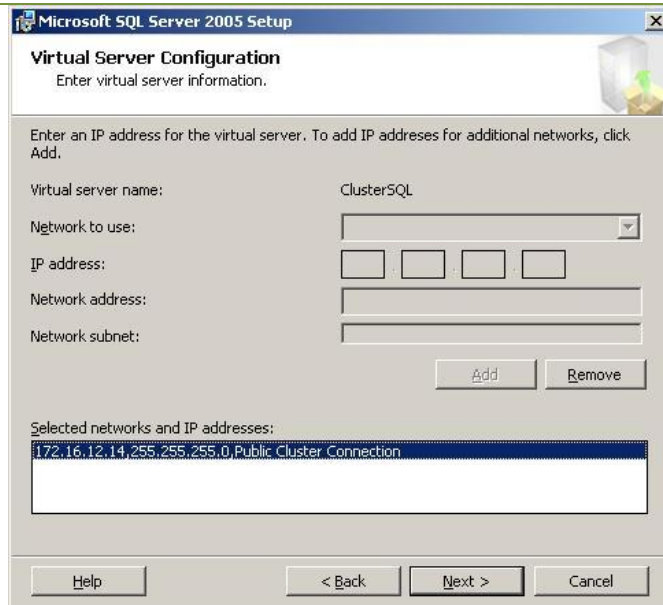 Microsoft SQL Server 2005 Setup
Virtual Server Configuration
Enter virtual server information.
Enter an IP address for the virtual server. To add IP addreses for additional networks, click
Add.
Virtual server name: ClusterSQL
Network to use:
IP address:
Network address:
Network subnet:
Add Remove
Selected networks and IP addresses:
172.16.12.14,255.255.255.0,Public Cluster Connection
Help < Back Next > Cancel